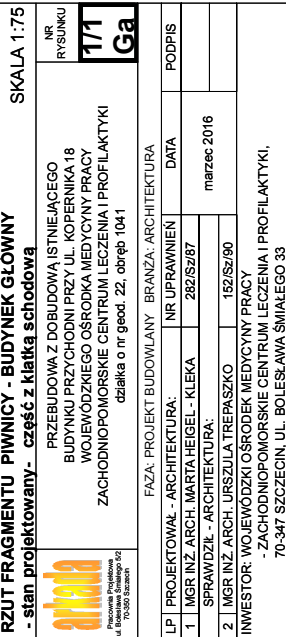 RZUT FRAGMENTU PIWNICY - BUDYNEK GŁÓWNY
- stan projektowany- część z klatką schodową
SKALA 1:75
arkada
Pracownia Projektowa
ul. Bolesława Śmiałego 5/2
70-350 Szczecin
PRZEBUDOWA Z DOBUDOWĄ ISTNIEJĄCEGO
BUDYNKU PRZYCHODNI PRZY UL. KOPERNIKA 18
WOJEWÓDZKIEGO OŚRODKA MEDYCYNY PRACY
ZACHODNIOPOMORSKIE CENTRUM LECZENIA I PROFILAKTYKI
działka o nr geod. 22, obręb 1041
NR
RYSUNKU
1/1
Ga
FAZA: PROJEKT BUDOWLANY BRANŻA: ARCHITEKTURA
LP PROJEKTOWAŁ - ARCHITEKTURA: NR UPRAWNIEŃ DATA PODPIS
1 MGR INŻ. ARCH. MARTA HEIGEL - KLEKA 282/Sz/87
SPRAWDZIŁ - ARCHITEKTURA: marzec 2016
2 MGR INŻ. ARCH. URSZULA TREPASZKO 152/Sz/90
INWESTOR: WOJEWÓDZKI OŚRODEK MEDYCYNY PRACY
- ZACHODNIOPOMORSKIE CENTRUM LECZENIA I PROFILAKTYKI,
70-347 SZCZECIN, UL. BOLESŁAWA ŚMIAŁEGO 33